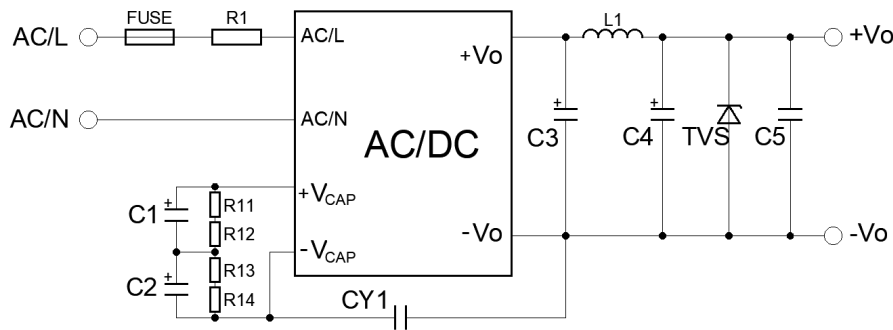 FUSE
R1
L1
AC/L
AC/L
+Vo
+Vo
AC/N
AC/N
AC/DC
C3
C4
TVS
C5
C1
R11
+VCAP
R12
-Vo
-Vo
-VCAP
R13
C2
R14
CY1